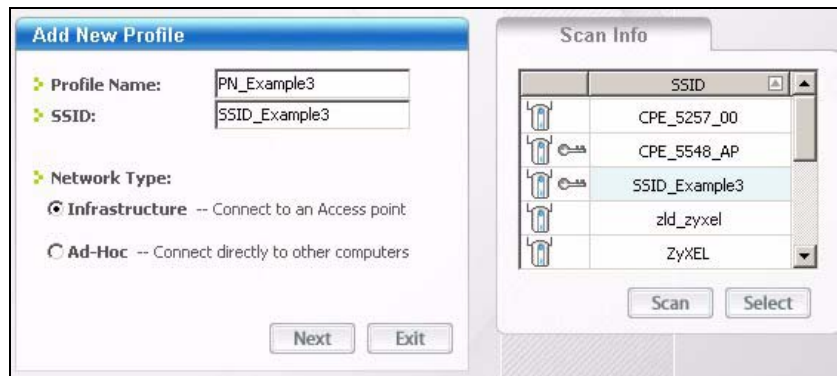 Add New Profile
Profile Name: PN_Example3
SSID: SSID_Example3
Network Type:
Infrastructure -- Connect to an Access point
Ad-Hoc -- Connect directly to other computers
Next Exit
Scan Info
SSID
CPE_5257_00
CPE_5548_AP
SSID_Example3
zld_zyxel
ZyXEL
Scan Select